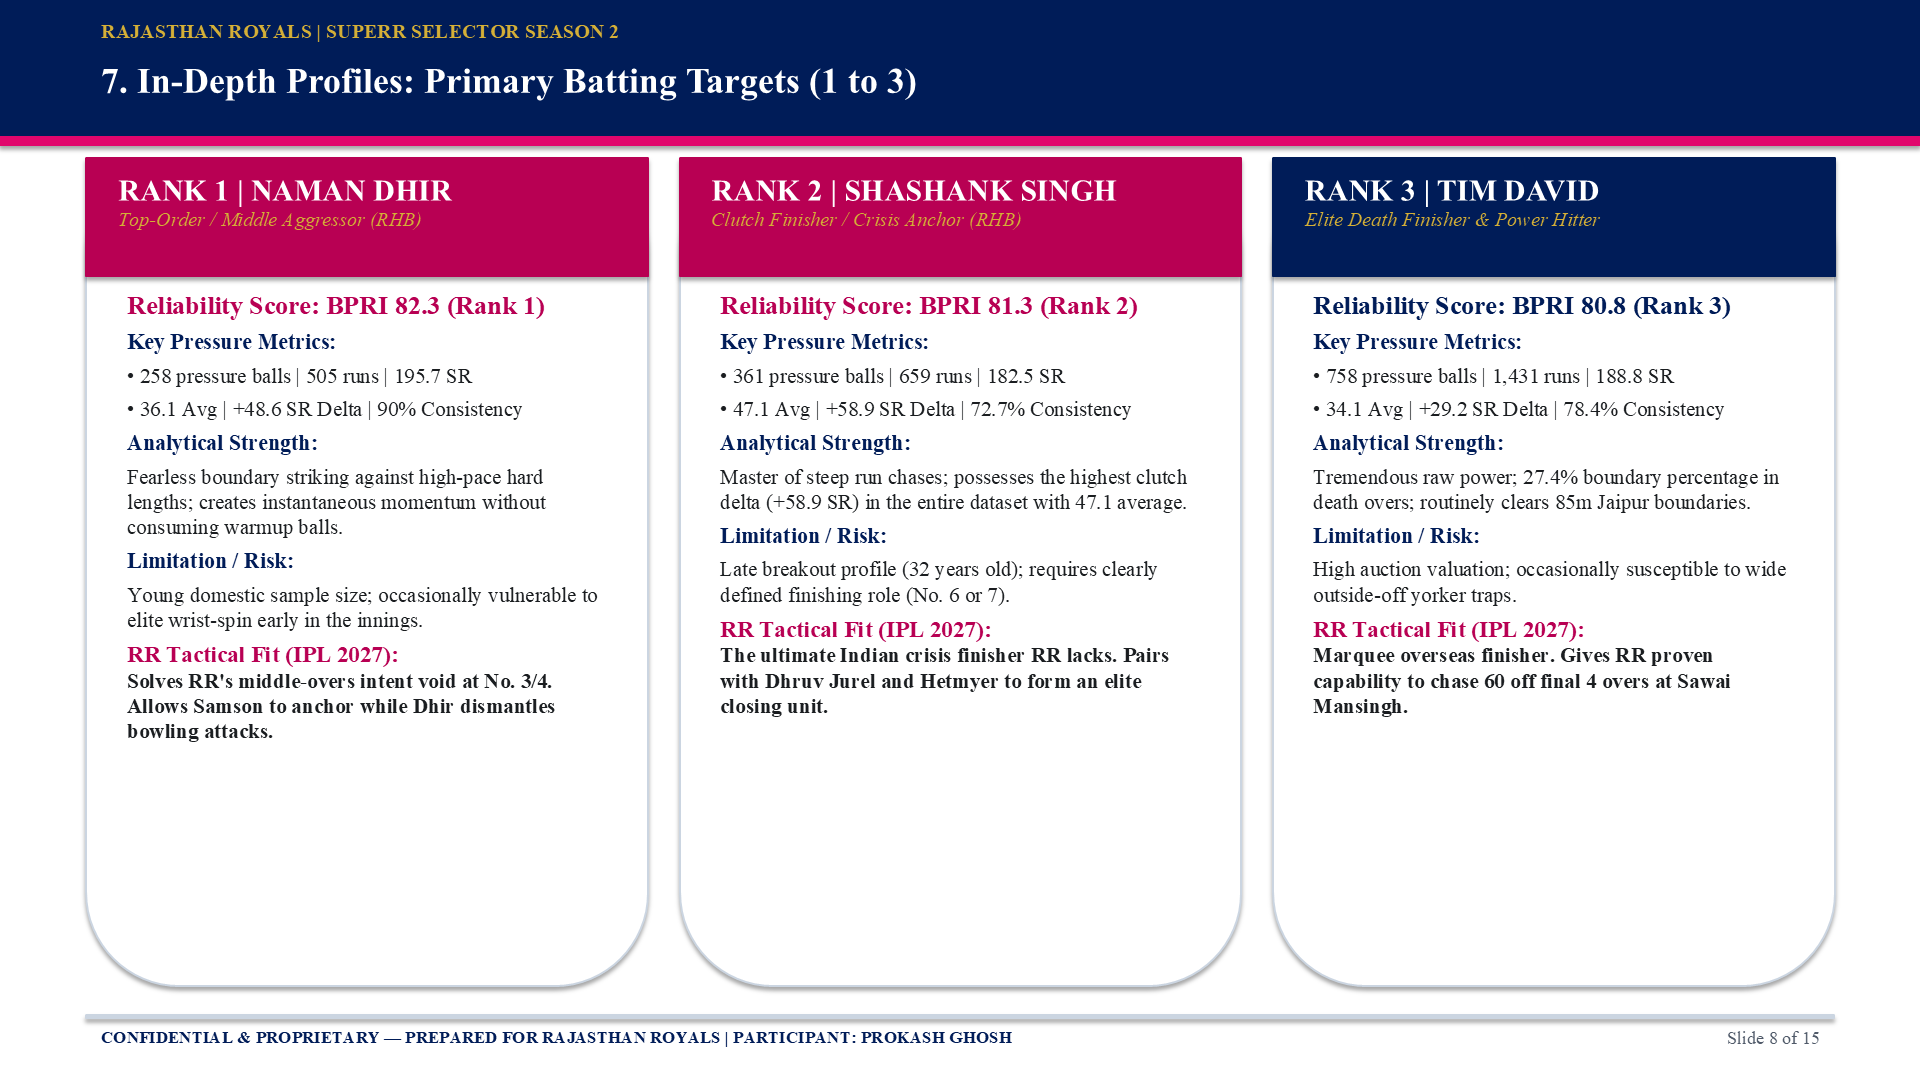 RAJASTHAN ROYALS | SUPERR SELECTOR SEASON 2
7. In-Depth Profiles: Primary Batting Targets (1 to 3)
RANK 1 | NAMAN DHIR
Top-Order / Middle Aggressor (RHB)
Reliability Score: BPRI 82.3 (Rank 1)
Key Pressure Metrics:
• 258 pressure balls | 505 runs | 195.7 SR
• 36.1 Avg | +48.6 SR Delta | 90% Consistency
Analytical Strength:
Fearless boundary striking against high-pace hard
lengths; creates instantaneous momentum without
consuming warmup balls.
Limitation / Risk:
Young domestic sample size; occasionally vulnerable to
elite wrist-spin early in the innings.
RR Tactical Fit (IPL 2027):
Solves RR's middle-overs intent void at No. 3/4.
Allows Samson to anchor while Dhir dismantles
bowling attacks.
RANK 2 | SHASHANK SINGH
Clutch Finisher / Crisis Anchor (RHB)
Reliability Score: BPRI 81.3 (Rank 2)
Key Pressure Metrics:
• 361 pressure balls | 659 runs | 182.5 SR
• 47.1 Avg | +58.9 SR Delta | 72.7% Consistency
Analytical Strength:
Master of steep run chases; possesses the highest clutch
delta (+58.9 SR) in the entire dataset with 47.1 average.
Limitation / Risk:
Late breakout profile (32 years old); requires clearly
defined finishing role (No. 6 or 7).
RR Tactical Fit (IPL 2027):
The ultimate Indian crisis finisher RR lacks. Pairs
with Dhruv Jurel and Hetmyer to form an elite
closing unit.
RANK 3 | TIM DAVID
Elite Death Finisher & Power Hitter
Reliability Score: BPRI 80.8 (Rank 3)
Key Pressure Metrics:
• 758 pressure balls | 1,431 runs | 188.8 SR
• 34.1 Avg | +29.2 SR Delta | 78.4% Consistency
Analytical Strength:
Tremendous raw power; 27.4% boundary percentage in
death overs; routinely clears 85m Jaipur boundaries.
Limitation / Risk:
High auction valuation; occasionally susceptible to wide
outside-off yorker traps.
RR Tactical Fit (IPL 2027):
Marquee overseas finisher. Gives RR proven
capability to chase 60 off final 4 overs at Sawai
Mansingh.
CONFIDENTIAL & PROPRIETARY — PREPARED FOR RAJASTHAN ROYALS | PARTICIPANT: PROKASH GHOSH
Slide 8 of 15